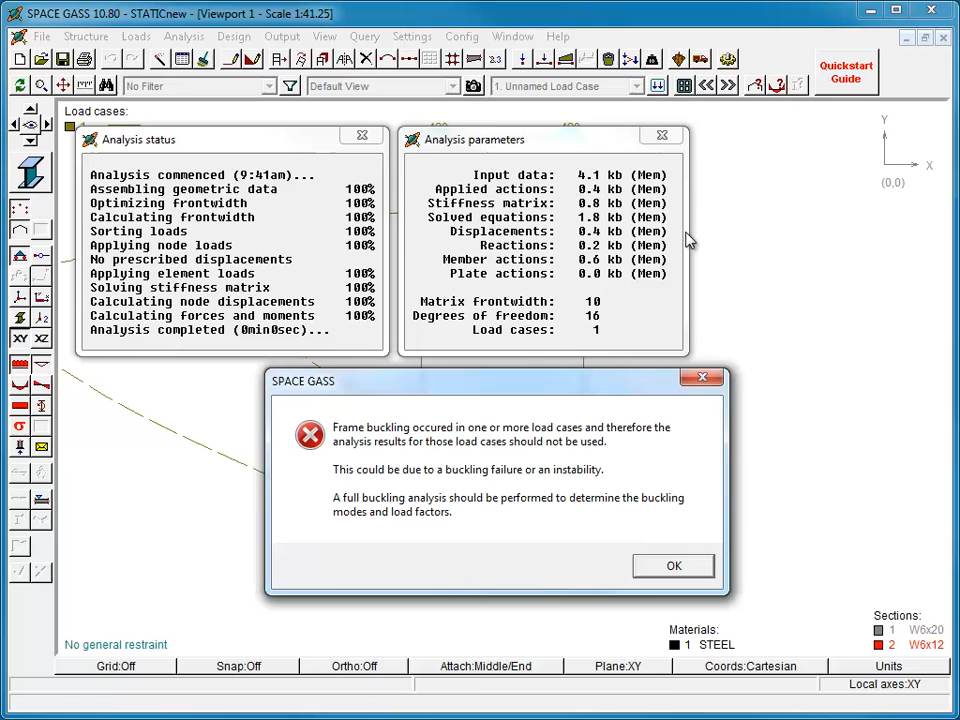 SPACE GASS 10.80 - STATICnew - [Viewport 1 - Scale 1:41.25]
File Structure Loads Analysis Design Output View Query Settings Config Window Help
2.3
Quickstart
Guide
No Filter
Default View
1. Unnamed Load Case
Load cases:
Analysis status
Analysis commenced (9:41am)...
Assembling geometric data 100%
Optimizing frontwidth 100%
Calculating frontwidth 100%
Sorting loads 100%
Applying node loads 100%
No prescribed displacements
Applying element loads 100%
Solving stiffness matrix 100%
Calculating node displacements 100%
Calculating forces and moments 100%
Analysis completed (0min0sec)...
Analysis parameters
Input data: 4.1 kb (Mem)
Applied actions: 0.4 kb (Mem)
Stiffness matrix: 0.8 kb (Mem)
Solved equations: 1.8 kb (Mem)
Displacements: 0.4 kb (Mem)
Reactions: 0.2 kb (Mem)
Member actions: 0.6 kb (Mem)
Plate actions: 0.0 kb (Mem)
Matrix frontwidth: 10
Degrees of freedom: 16
Load cases: 1
Y
X
(0,0)
XY XZ
SPACE GASS
Frame buckling occured in one or more load cases and therefore the
analysis results for those load cases should not be used.
This could be due to a buckling failure or an instability.
A full buckling analysis should be performed to determine the buckling
modes and load factors.
OK
No general restraint
Materials:
1 STEEL
Sections:
1 W6x20
2 W6x12
Grid:Off Snap:Off Ortho:Off Attach:Middle/End Plane:XY Coords:Cartesian Units
Local axes:XY